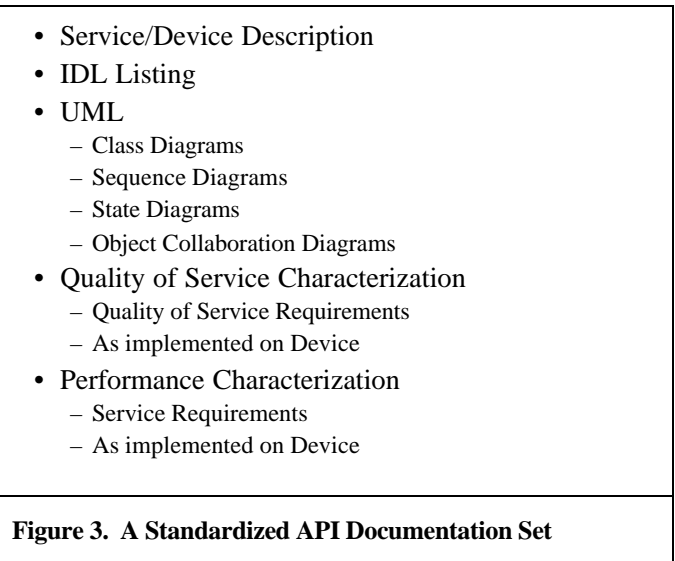 • Service/Device Description
• IDL Listing
• UML
– Class Diagrams
– Sequence Diagrams
– State Diagrams
– Object Collaboration Diagrams
• Quality of Service Characterization
– Quality of Service Requirements
– As implemented on Device
• Performance Characterization
– Service Requirements
– As implemented on Device
Figure 3. A Standardized API Documentation Set